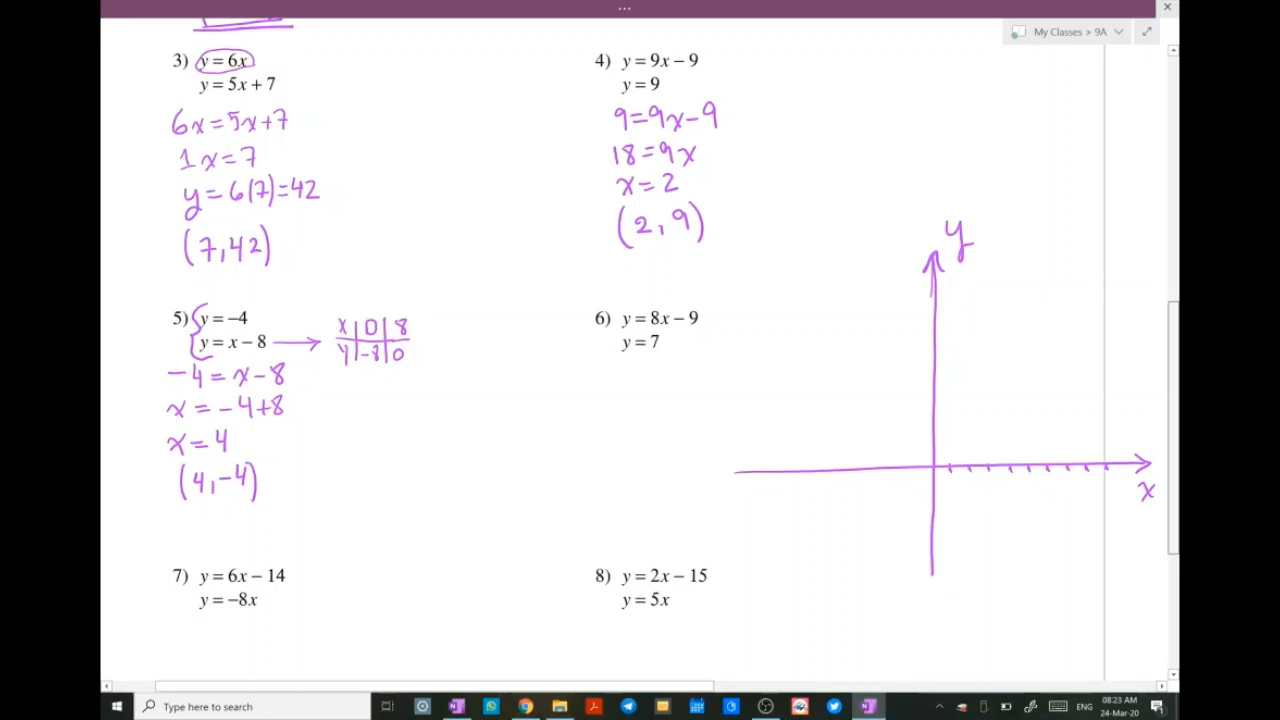 My Classes > 9A
3) y = 6x
y = 5x + 7
6x = 5x + 7
1x = 7
y = 6(7) = 42
(7, 42)
4) y = 9x − 9
y = 9
9 = 9x − 9
18 = 9x
x = 2
(2, 9)
5) y = −4
y = x − 8
x | 0 | 8
y | −8 | 0
−4 = x − 8
x = −4 + 8
x = 4
(4, −4)
6) y = 8x − 9
y = 7
y
x
7) y = 6x − 14
y = −8x
8) y = 2x − 15
y = 5x
Type here to search
ENG
08:23 AM
24-Mar-20